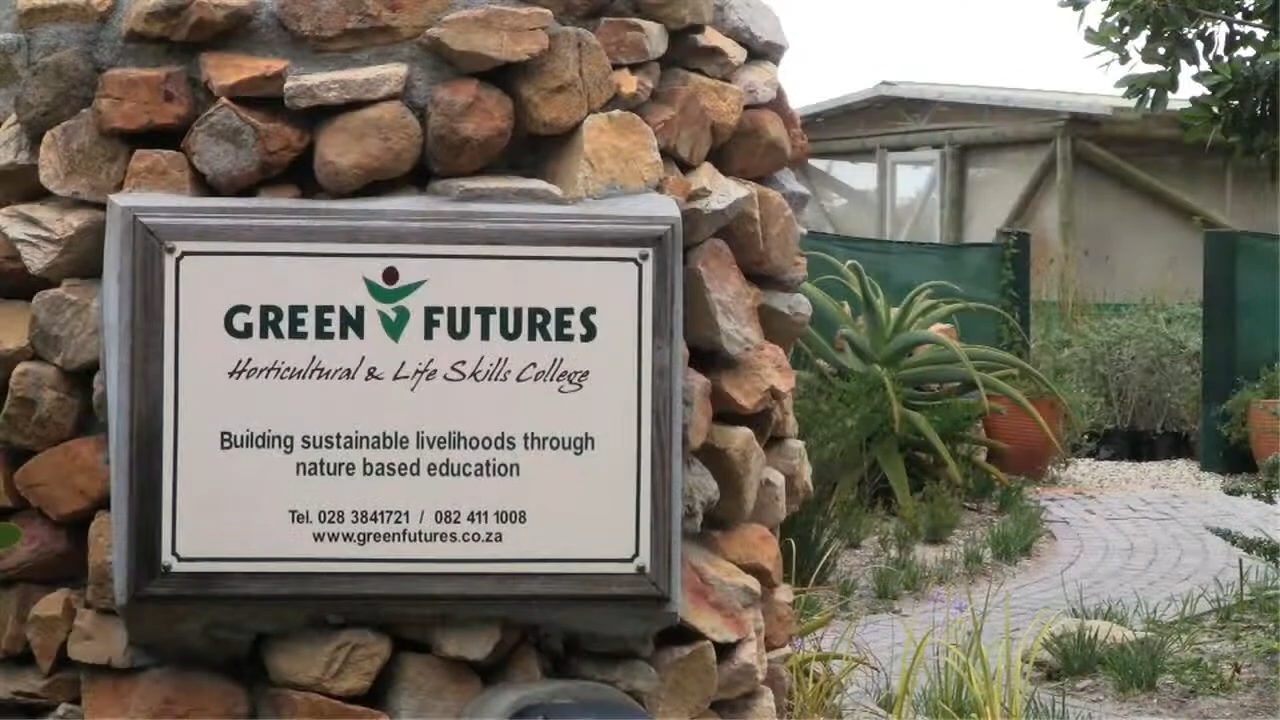 GREEN FUTURES
Horticultural & Life Skills College
Building sustainable livelihoods through
nature based education
Tel. 028 3841721 / 082 411 1008
www.greenfutures.co.za